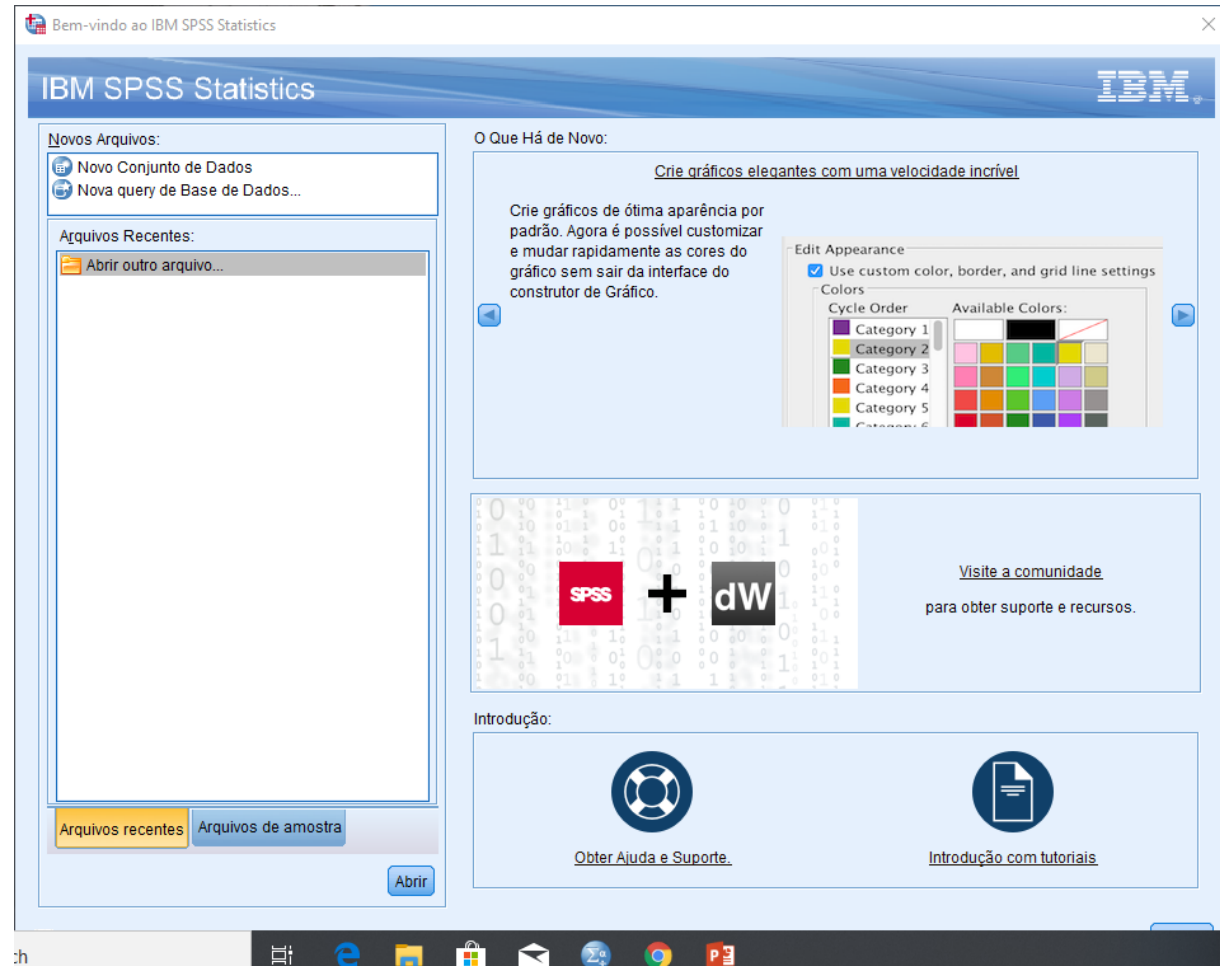 Bem-vindo ao IBM SPSS Statistics
IBM SPSS Statistics
IBM®
Novos Arquivos:
Novo Conjunto de Dados
Nova query de Base de Dados...
Arquivos Recentes:
Abrir outro arquivo...
Arquivos recentes
Arquivos de amostra
Abrir
O Que Há de Novo:
Crie gráficos elegantes com uma velocidade incrível
Crie gráficos de ótima aparência por
padrão. Agora é possível customizar
e mudar rapidamente as cores do
gráfico sem sair da interface do
construtor de Gráfico.
Edit Appearance
Use custom color, border, and grid line settings
Colors
Cycle Order
Available Colors:
Category 1
Category 2
Category 3
Category 4
Category 5
Category 6
SPSS + dW
Visite a comunidade
para obter suporte e recursos.
Introdução:
Obter Ajuda e Suporte.
Introdução com tutoriais
ch